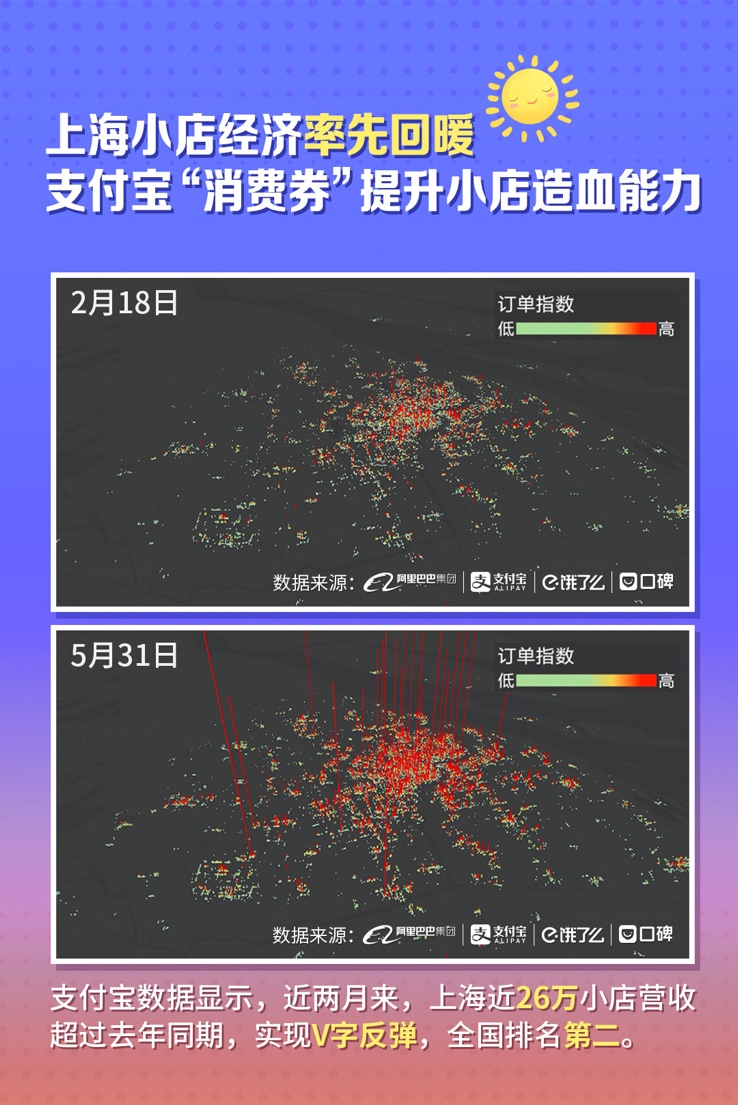 上海小店经济率先回暖
支付宝“消费券”提升小店造血能力
2月18日
订单指数
低 高
数据来源： 阿里巴巴集团 支付宝 ALIPAY 饿了么 口碑
5月31日
订单指数
低 高
数据来源： 阿里巴巴集团 支付宝 ALIPAY 饿了么 口碑
支付宝数据显示，近两月来，上海近26万小店营收
超过去年同期，实现V字反弹，全国排名第二。